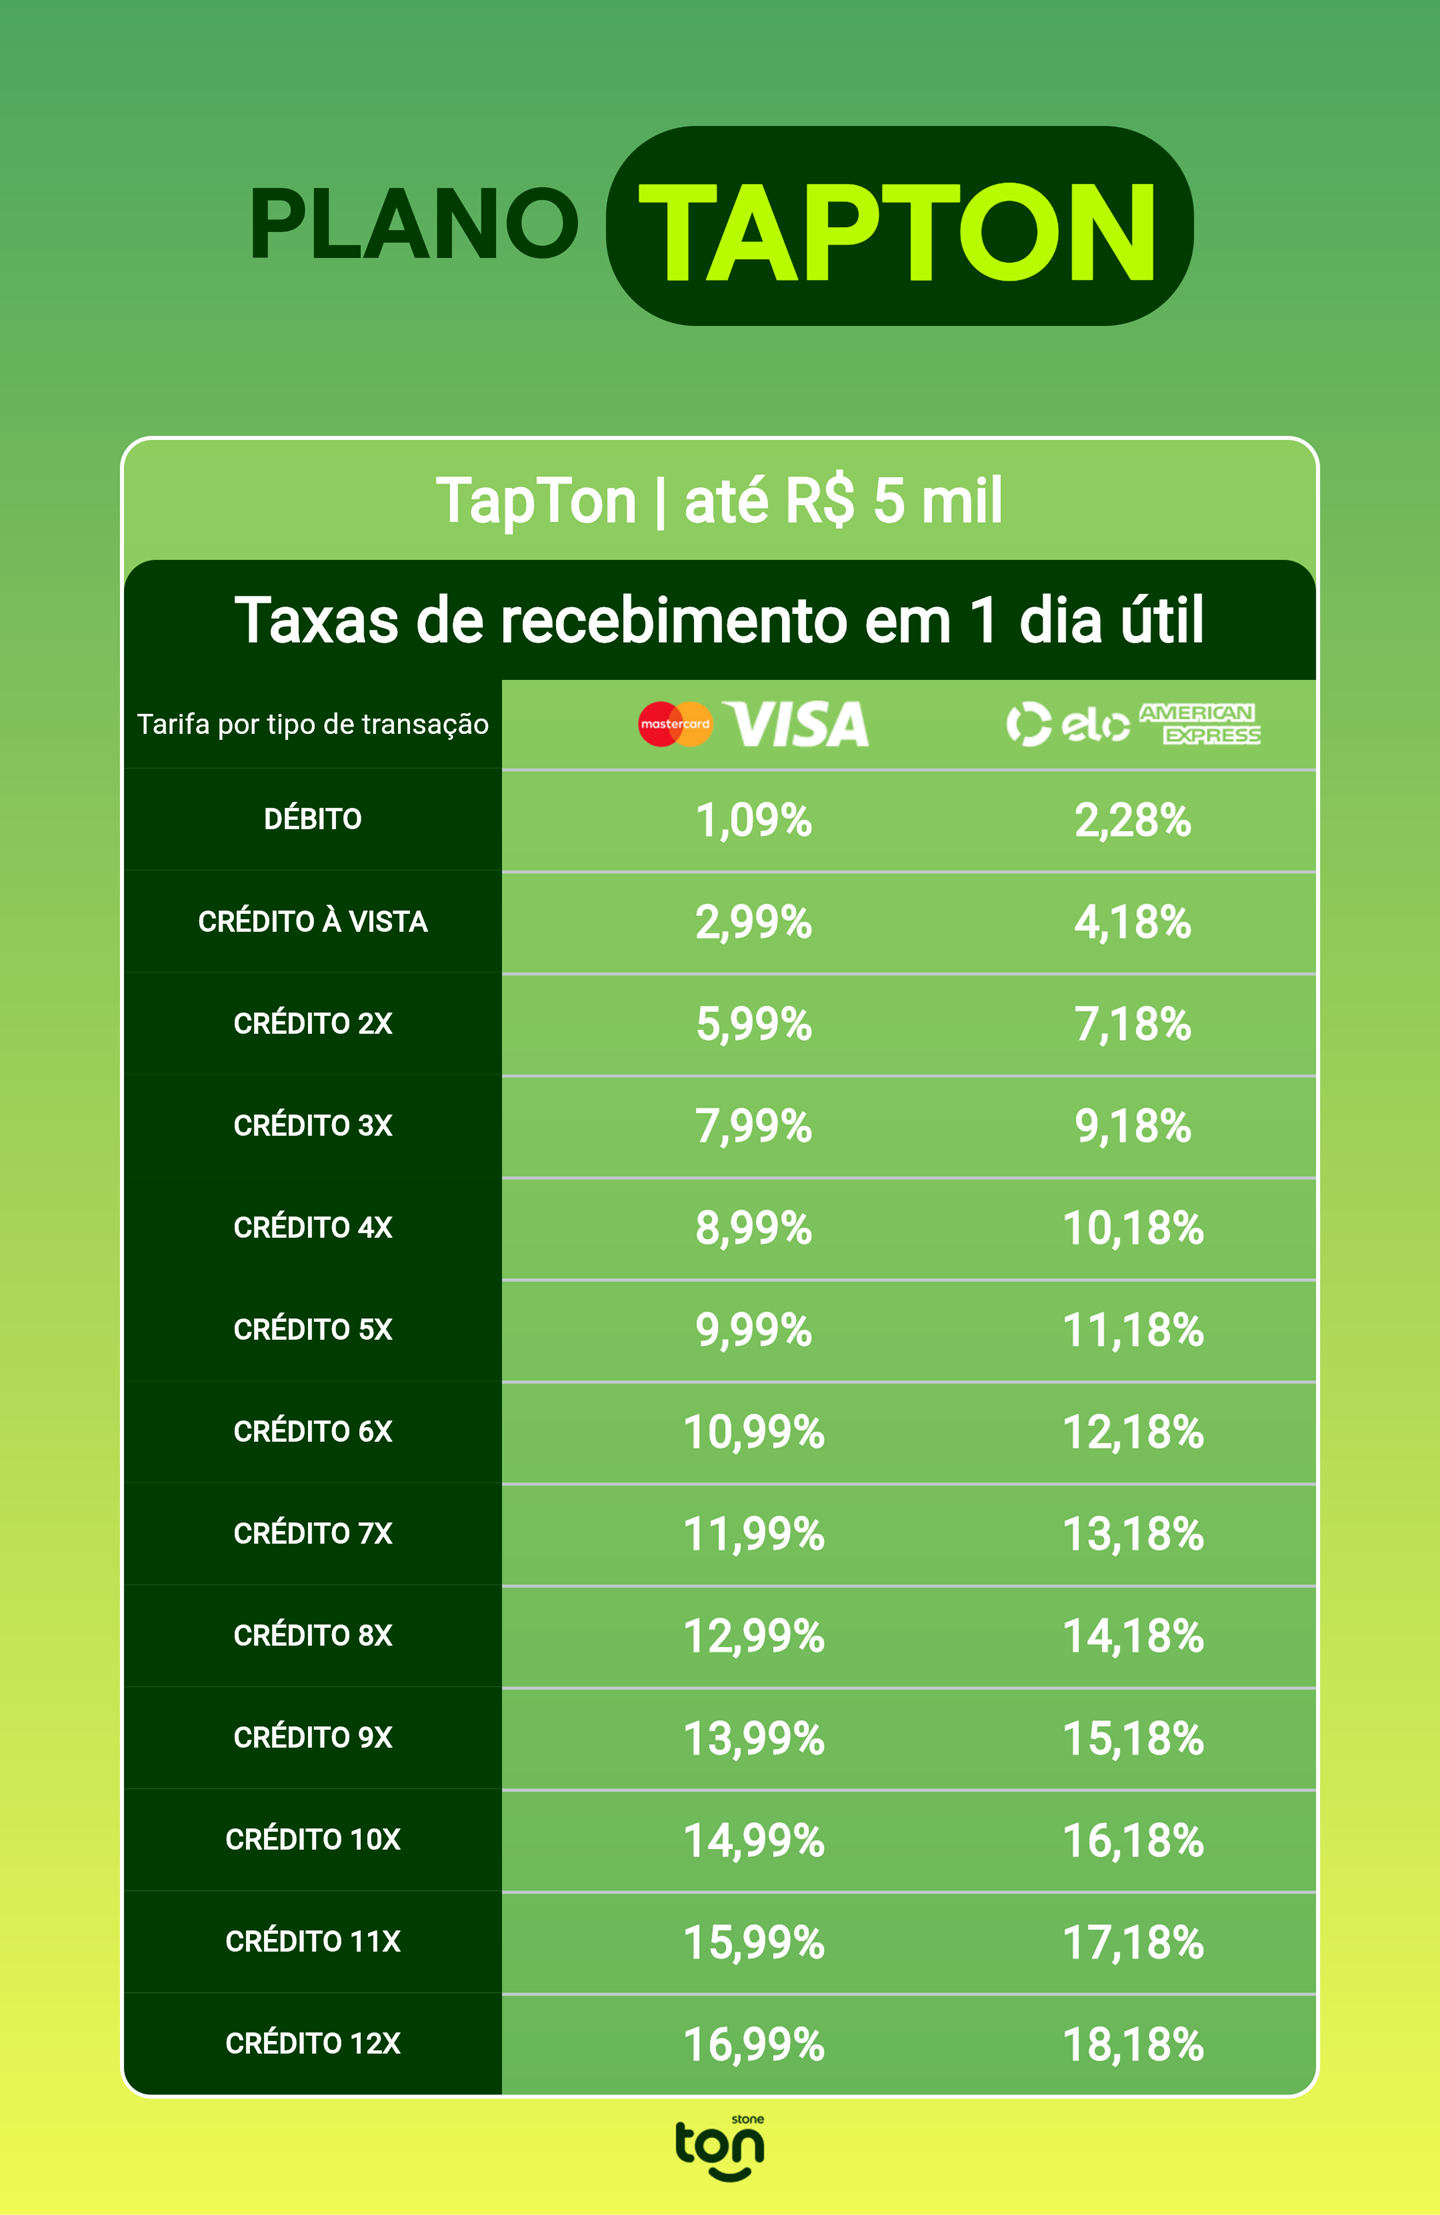 PLANO TAPTON
TapTon | até R$ 5 mil
Taxas de recebimento em 1 dia útil
Tarifa por tipo de transação mastercard VISA elo AMERICAN EXPRESS
DÉBITO 1,09% 2,28%
CRÉDITO À VISTA 2,99% 4,18%
CRÉDITO 2X 5,99% 7,18%
CRÉDITO 3X 7,99% 9,18%
CRÉDITO 4X 8,99% 10,18%
CRÉDITO 5X 9,99% 11,18%
CRÉDITO 6X 10,99% 12,18%
CRÉDITO 7X 11,99% 13,18%
CRÉDITO 8X 12,99% 14,18%
CRÉDITO 9X 13,99% 15,18%
CRÉDITO 10X 14,99% 16,18%
CRÉDITO 11X 15,99% 17,18%
CRÉDITO 12X 16,99% 18,18%
stone
ton